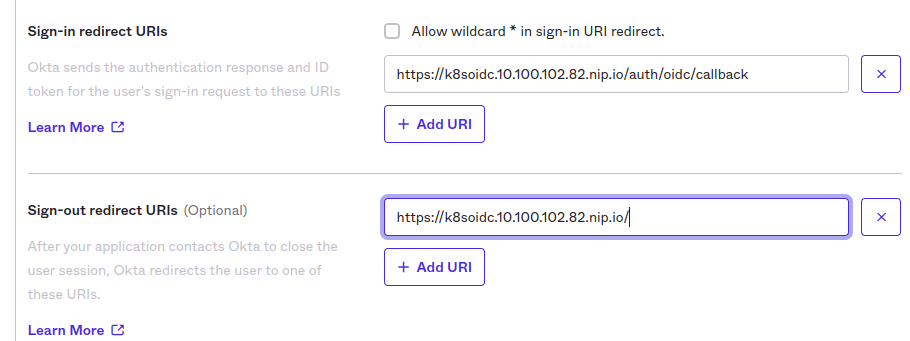 Sign-in redirect URIs
Allow wildcard * in sign-in URI redirect.
Okta sends the authentication response and ID
token for the user's sign-in request to these URIs
https://k8soidc.10.100.102.82.nip.io/auth/oidc/callback
Learn More
+ Add URI
Sign-out redirect URIs (Optional)
https://k8soidc.10.100.102.82.nip.io/
After your application contacts Okta to close the
user session, Okta redirects the user to one of
these URIs.
+ Add URI
Learn More